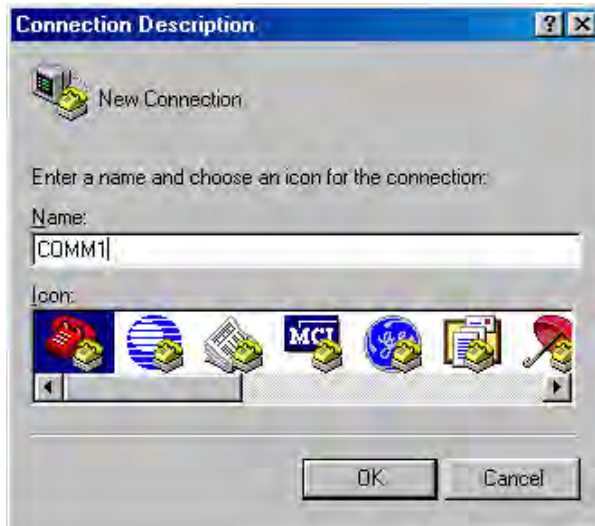 Connection Description
New Connection
Enter a name and choose an icon for the connection:
Name:
COMM1
Icon:
MCI
OK
Cancel